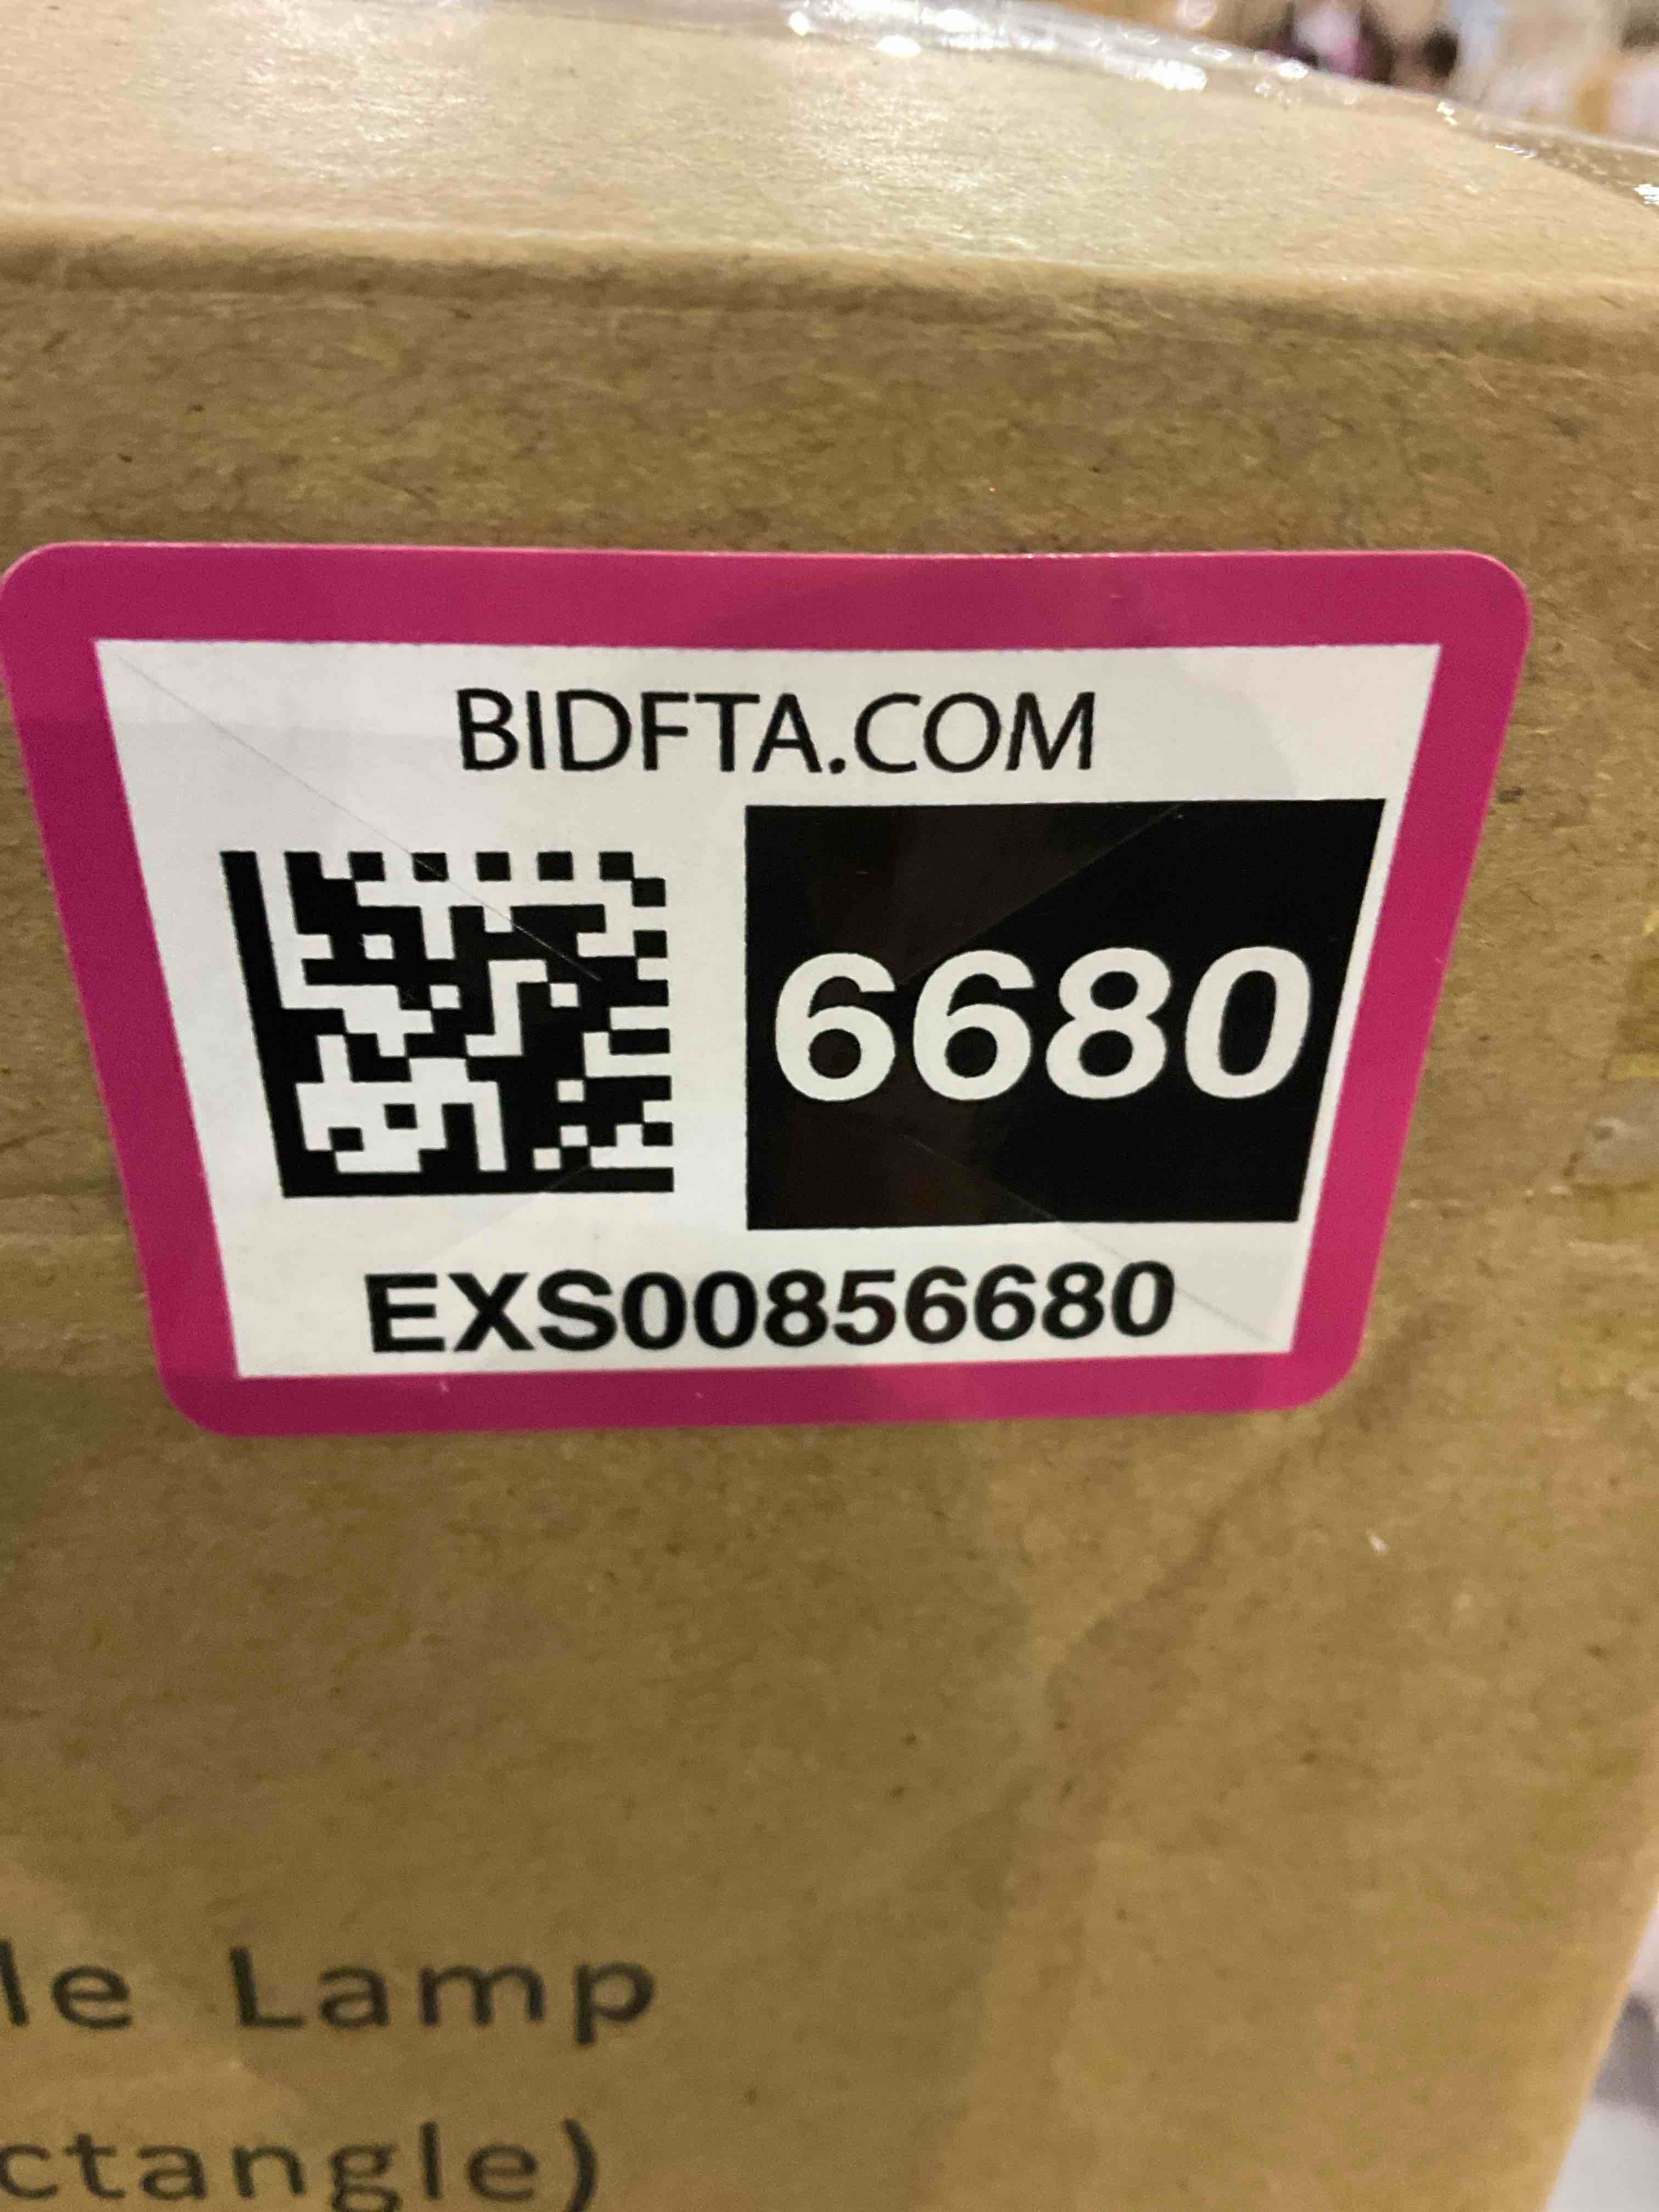 BIDFTA.COM
6680
EXS00856680
le Lamp
ctangle)